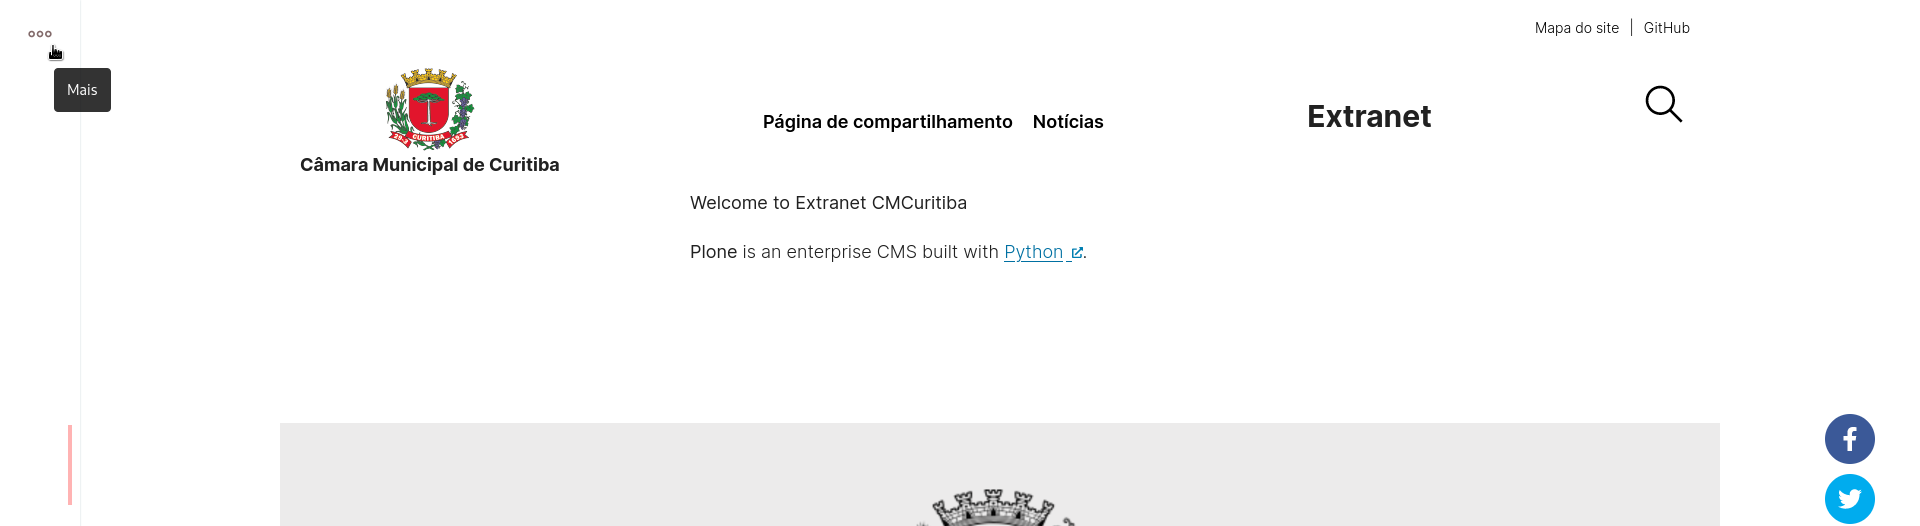 Mapa do site | GitHub
Mais
CURITIBA
Câmara Municipal de Curitiba
Página de compartilhamento Notícias
Extranet
Welcome to Extranet CMCuritiba
Plone is an enterprise CMS built with Python.